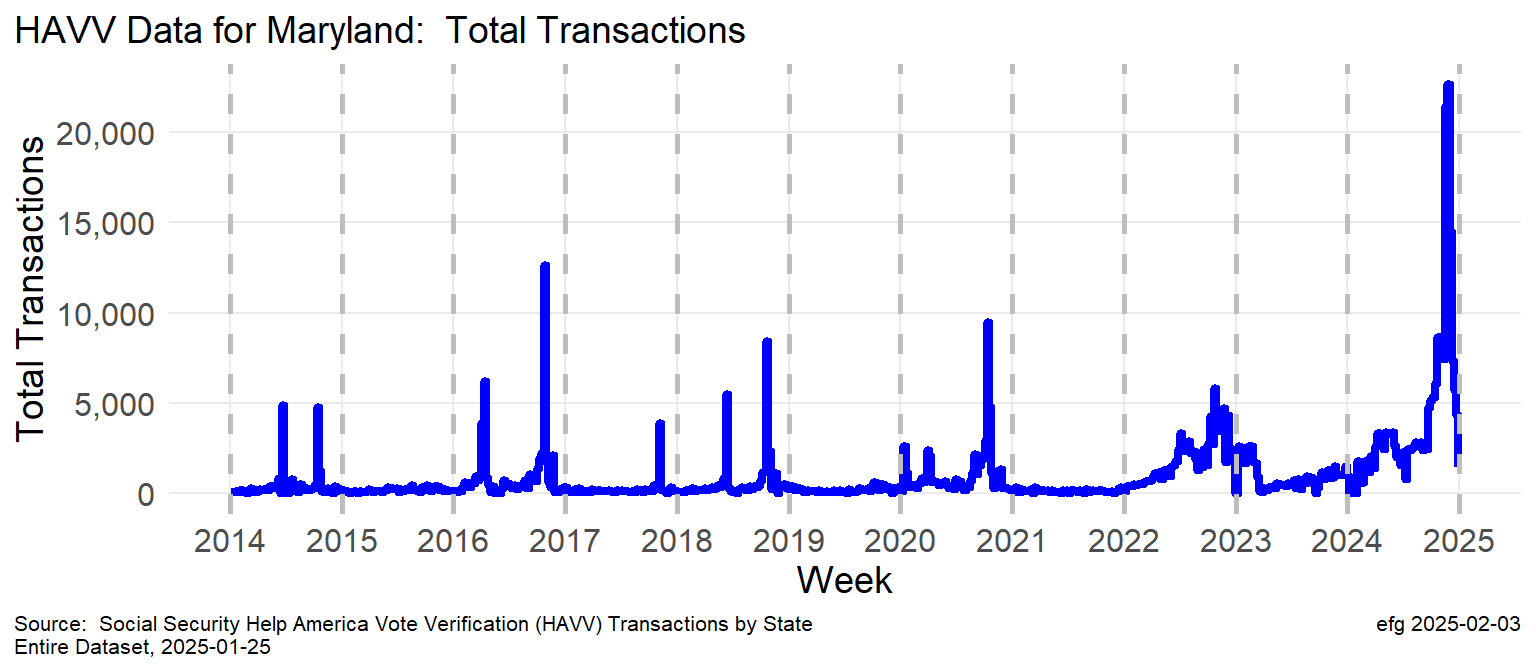 HAVV Data for Maryland:  Total Transactions
Total Transactions
20,000
15,000
10,000
5,000
0
2014 2015 2016 2017 2018 2019 2020 2021 2022 2023 2024 2025
Week
Source:  Social Security Help America Vote Verification (HAVV) Transactions by State
Entire Dataset, 2025-01-25
efg 2025-02-03